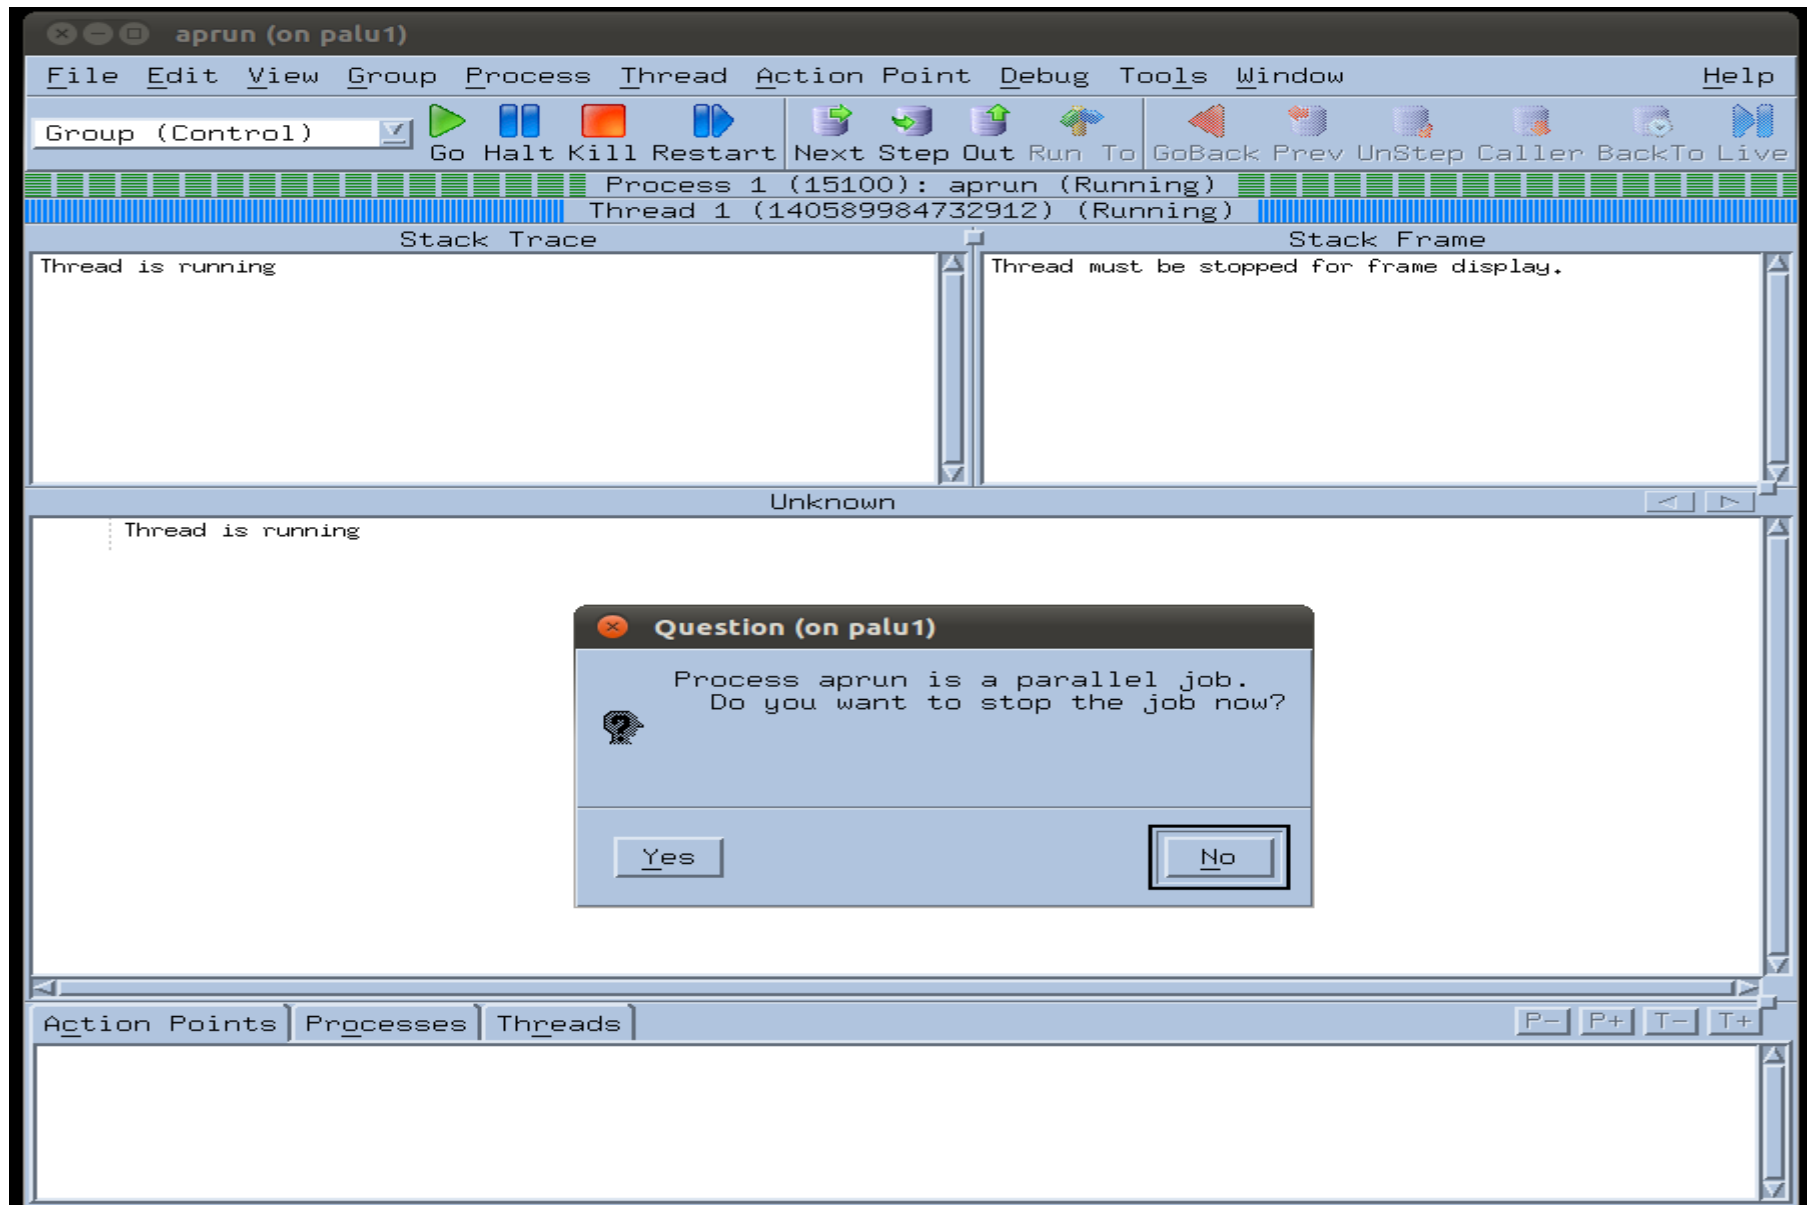 aprun (on palu1)
File Edit View Group Process Thread Action Point Debug Tools Window Help
Group (Control)
Go Halt Kill Restart Next Step Out Run To GoBack Prev UnStep Caller BackTo Live
Process 1 (15100): aprun (Running)
Thread 1 (140589984732912) (Running)
Stack Trace Stack Frame
Thread is running Thread must be stopped for frame display.
Unknown
Thread is running
Question (on palu1)
Process aprun is a parallel job.
Do you want to stop the job now?
Yes No
Action Points Processes Threads P- P+ T- T+